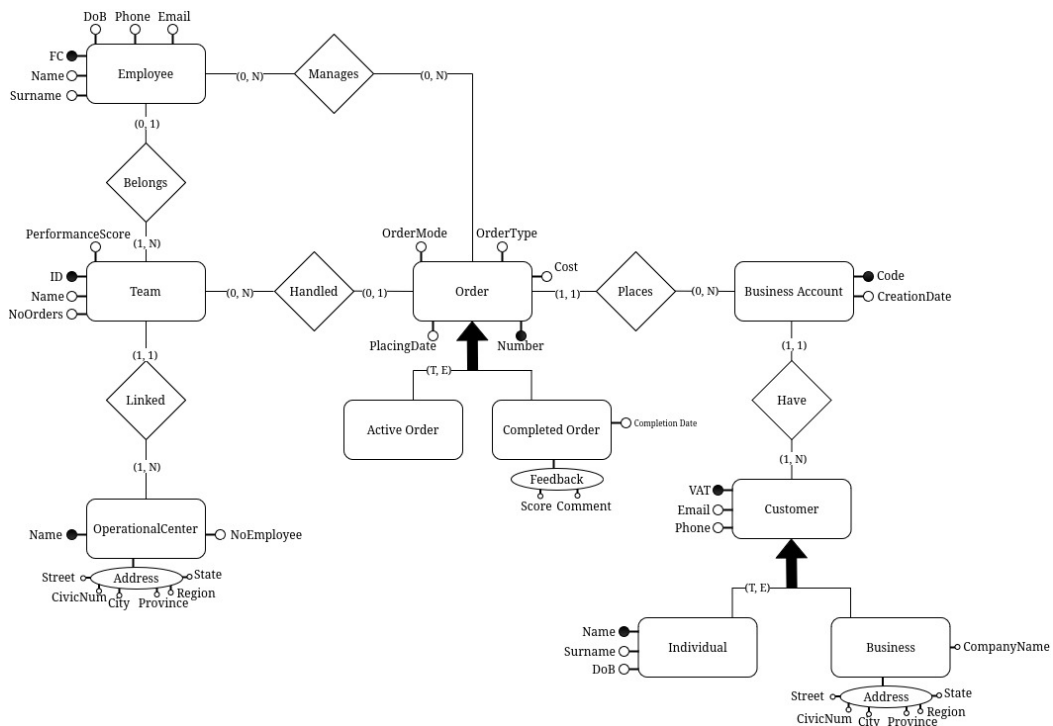 DoB Phone Email
FC
Name
Surname
Employee
(0, N)
Manages
(0, N)
(0, 1)
Belongs
(1, N)
PerformanceScore
ID
Name
NoOrders
Team
(0, N)
Handled
(0, 1)
OrderMode
OrderType
Cost
Order
PlacingDate
Number
(1, 1)
Places
(0, N)
Business Account
Code
CreationDate
(T, E)
Active Order
Completed Order
Completion Date
Feedback
Score Comment
(1, 1)
Linked
(1, N)
Name
OperationalCenter
NoEmployee
Address
Street
CivicNum
City
Province
Region
State
(1, 1)
Have
(1, N)
VAT
Email
Phone
Customer
(T, E)
Name
Surname
DoB
Individual
Business
CompanyName
Address
Street
CivicNum
City
Province
Region
State